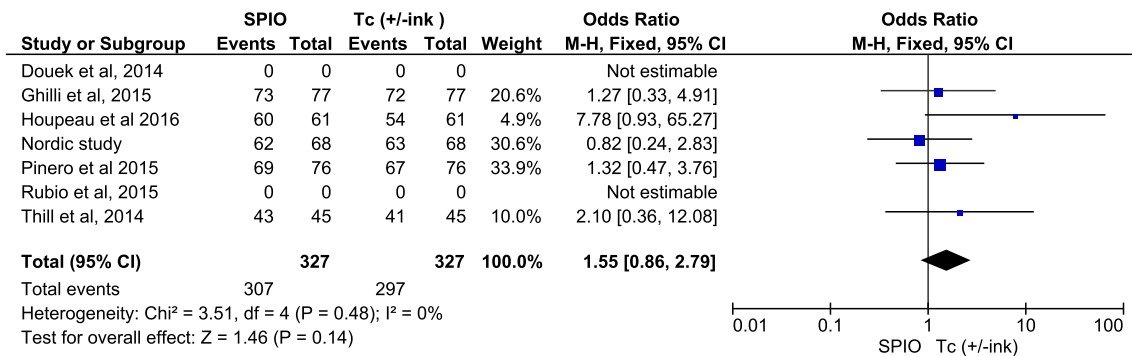 SPIO Tc (+/-ink ) Odds Ratio Odds Ratio
Study or Subgroup Events Total Events Total Weight M-H, Fixed, 95% CI M-H, Fixed, 95% CI
Douek et al, 2014 0 0 0 0 Not estimable
Ghilli et al, 2015 73 77 72 77 20.6% 1.27 [0.33, 4.91]
Houpeau et al 2016 60 61 54 61 4.9% 7.78 [0.93, 65.27]
Nordic study 62 68 63 68 30.6% 0.82 [0.24, 2.83]
Pinero et al 2015 69 76 67 76 33.9% 1.32 [0.47, 3.76]
Rubio et al, 2015 0 0 0 0 Not estimable
Thill et al, 2014 43 45 41 45 10.0% 2.10 [0.36, 12.08]
Total (95% CI) 327 327 100.0% 1.55 [0.86, 2.79]
Total events 307 297
Heterogeneity: Chi² = 3.51, df = 4 (P = 0.48); I² = 0%
Test for overall effect: Z = 1.46 (P = 0.14)
0.01 0.1 1 10 100
SPIO Tc (+/-ink)